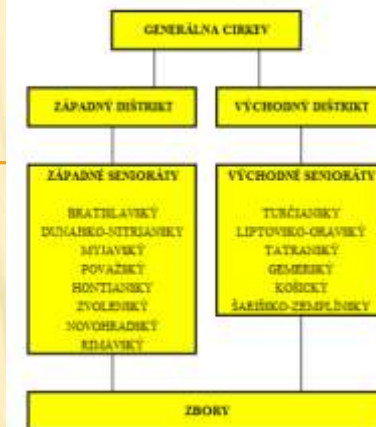 GENERÁLNA CIRKEV
ZÁPADNÝ DIŠTRIKT
VÝCHODNÝ DIŠTRIKT
ZÁPADNÉ SENIORÁTY
BRATISLAVSKÝ
DUNAJSKO-NITRIANSKY
MYJAVSKÝ
POVAŽSKÝ
HONTIANSKY
ZVOLENSKÝ
NOVOHRADSKÝ
RIMAVSKÝ
VÝCHODNÉ SENIORÁTY
TURČIANSKY
LIPTOVSKO-ORAVSKÝ
TATRANSKÝ
GEMERSKÝ
KOŠICKÝ
ŠARIŠSKO-ZEMPLÍNSKY
ZBORY